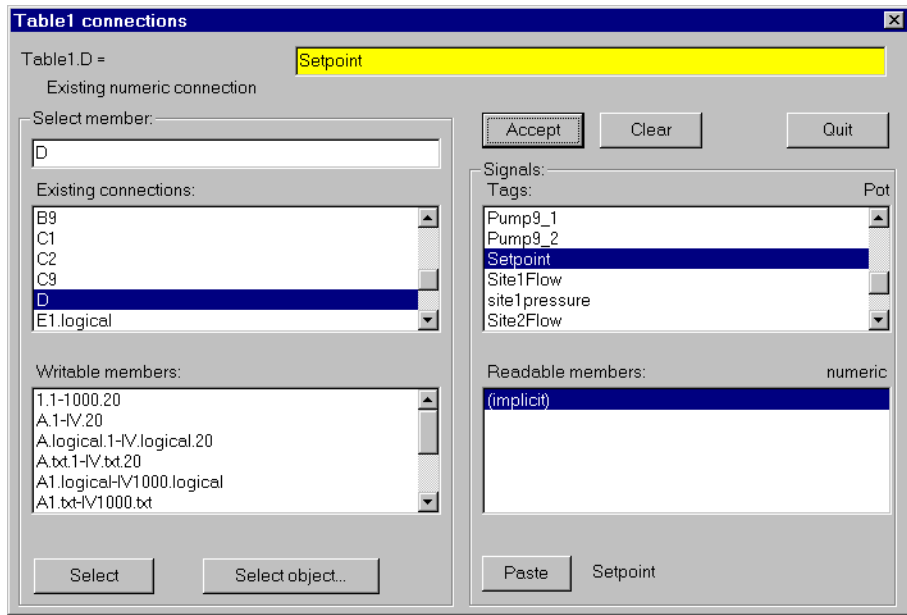 Table1 connections
Table1.D =
Setpoint
Existing numeric connection
Select member:
D
Existing connections:
B9
C1
C2
C9
D
E1.logical
Writable members:
1.1-1000.20
A.1-IV.20
A.logical.1-IV.logical.20
A.txt.1-IV.txt.20
A1.logical-IV1000.logical
A1.txt-IV1000.txt
Select
Select object...
Accept
Clear
Quit
Signals:
Tags:
Pot
Pump9_1
Pump9_2
Setpoint
Site1Flow
site1pressure
Site2Flow
Readable members:
numeric
(implicit)
Paste
Setpoint